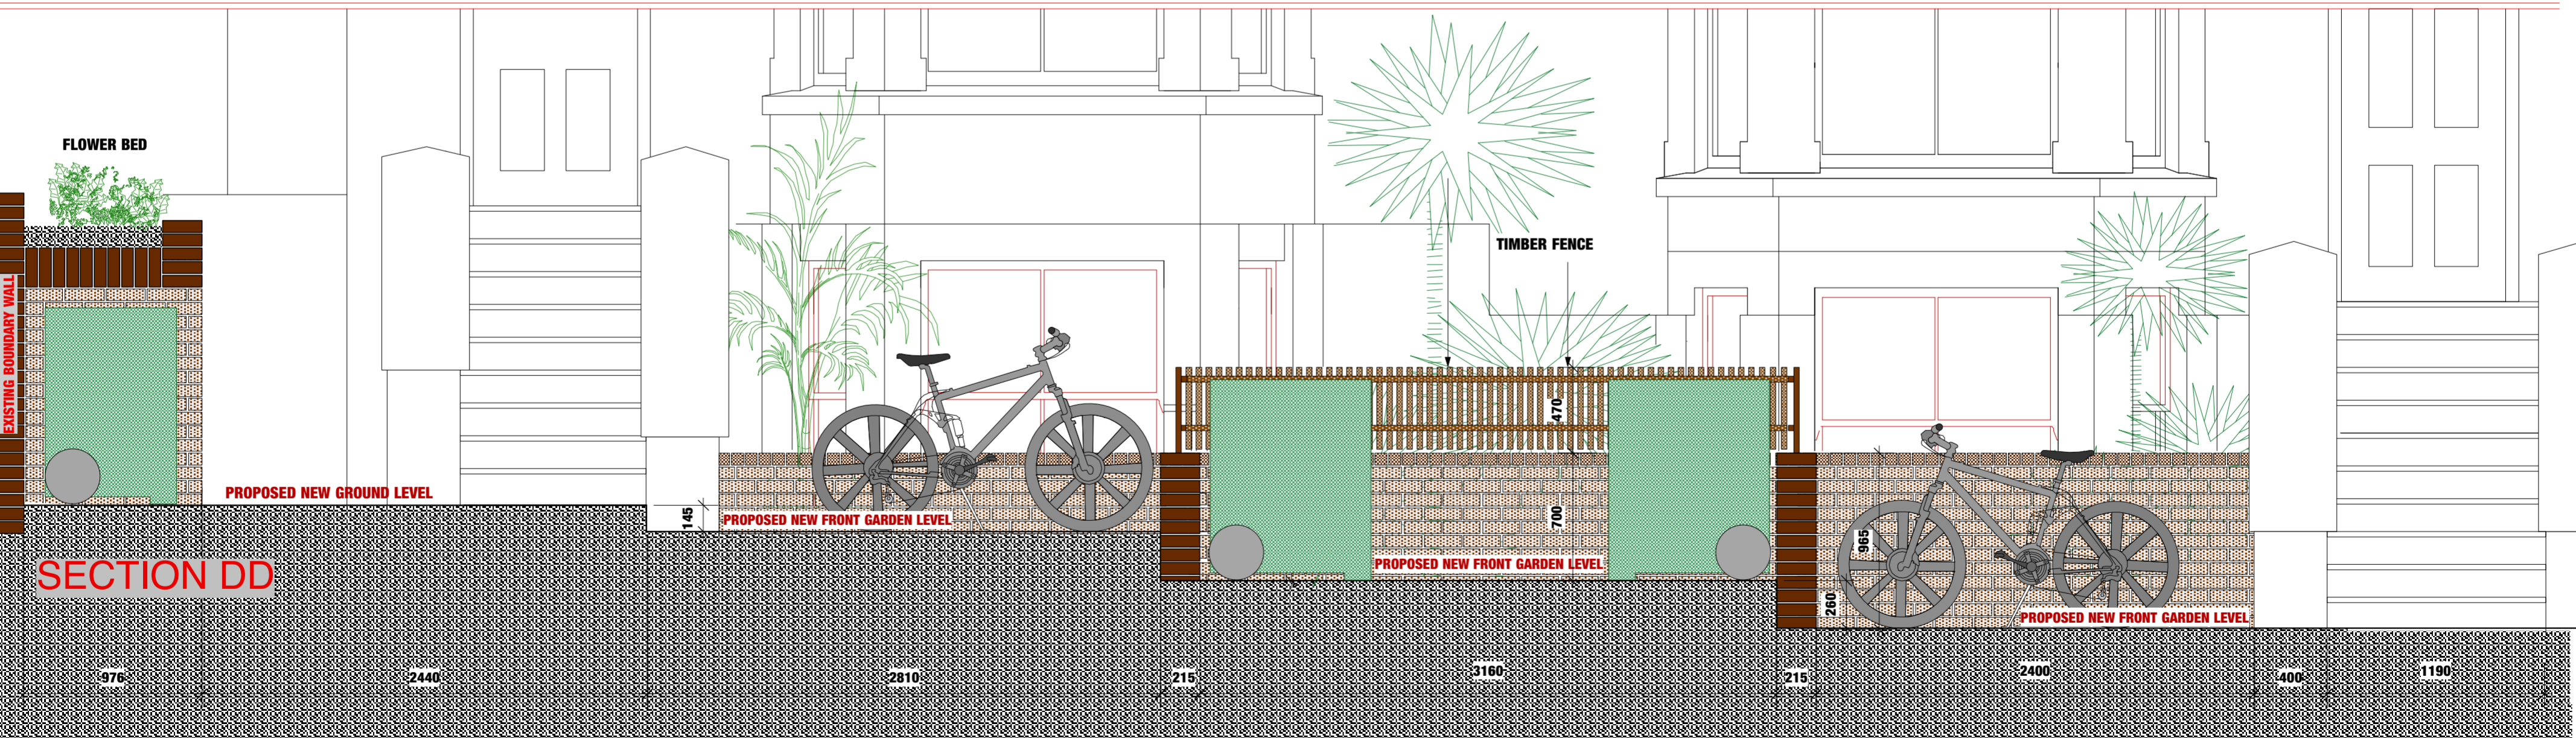 FLOWER BED
TIMBER FENCE
EXISTING BOUNDARY WALL
470
PROPOSED NEW GROUND LEVEL
145
PROPOSED NEW FRONT GARDEN LEVEL
700
965
PROPOSED NEW FRONT GARDEN LEVEL
SECTION DD
260
PROPOSED NEW FRONT GARDEN LEVEL
976
2440
2810
215
3160
215
2400
400
1190